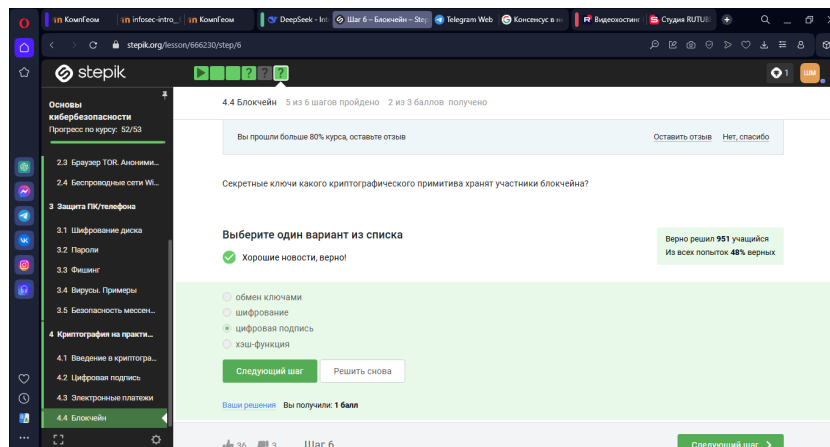 КомпГеом
infosec-intro_
КомпГеом
DeepSeek - Int
Шаг 6 – Блокчейн – Step
Telegram Web
Консенсус в н
Видеохостинг
Студия RUTUB
stepik.org/lesson/666230/step/6
stepik
1
ШМ
Основы
кибербезопасности
Прогресс по курсу: 52/53
2.3 Браузер TOR. Анонимi...
2.4 Беспроводные сети Wi...
3 Защита ПК/телефона
3.1 Шифрование диска
3.2 Пароли
3.3 Фишинг
3.4 Вирусы. Примеры
3.5 Безопасность мессен...
4 Криптография на практи...
4.1 Введение в криптогра...
4.2 Цифровая подпись
4.3 Электронные платежи
4.4 Блокчейн
4.4 Блокчейн 5 из 6 шагов пройдено 2 из 3 баллов получено
Вы прошли больше 80% курса, оставьте отзыв
Оставить отзыв Нет, спасибо
Секретные ключи какого криптографического примитива хранят участники блокчейна?
Выберите один вариант из списка
Хорошие новости, верно!
Верно решил 951 учащийся
Из всех попыток 48% верных
обмен ключами
шифрование
цифровая подпись
хэш-функция
Следующий шаг
Решить снова
Ваши решения Вы получили: 1 балл
36 3 Шаг 6
Следующий шаг